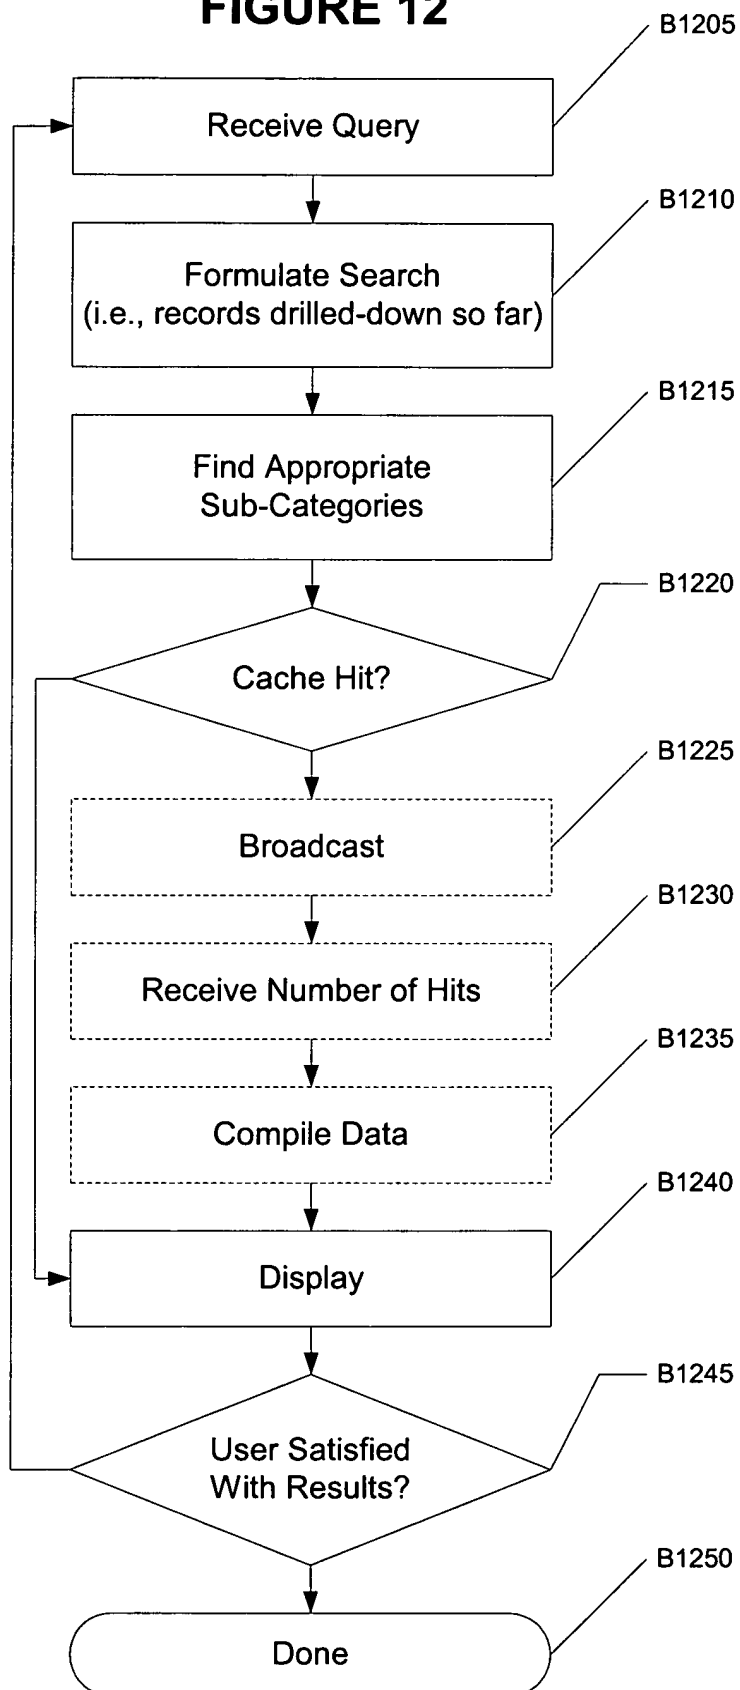 FIGURE 12
B1205
Receive Query
B1210
Formulate Search
(i.e., records drilled-down so far)
B1215
Find Appropriate
Sub-Categories
B1220
Cache Hit?
B1225
Broadcast
B1230
Receive Number of Hits
B1235
Compile Data
B1240
Display
B1245
User Satisfied
With Results?
B1250
Done